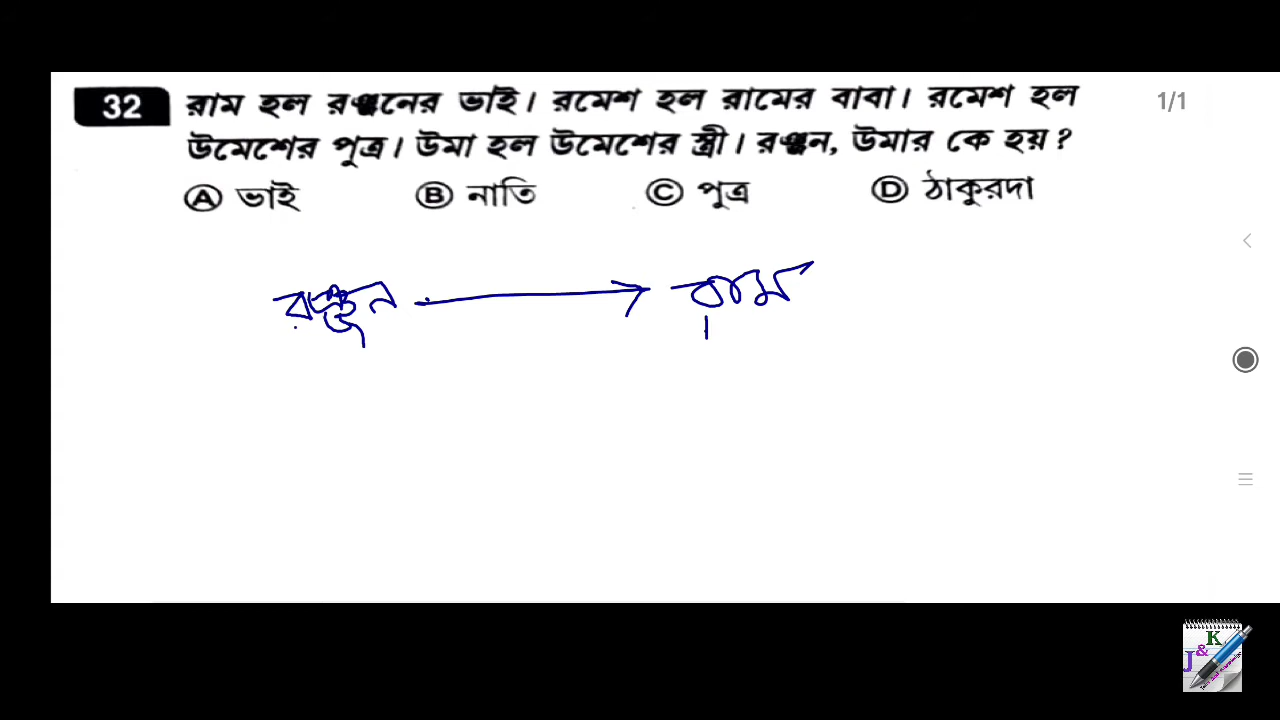 32 রাম হল রঞ্জনের ভাই। রমেশ হল রামের বাবা। রমেশ হল
1/1
উমেশের পুত্র। উমা হল উমেশের স্ত্রী। রঞ্জন, উমার কে হয়?
A ভাই B নাতি C পুত্র D ঠাকুরদা
রঞ্জন → রাম
J&K